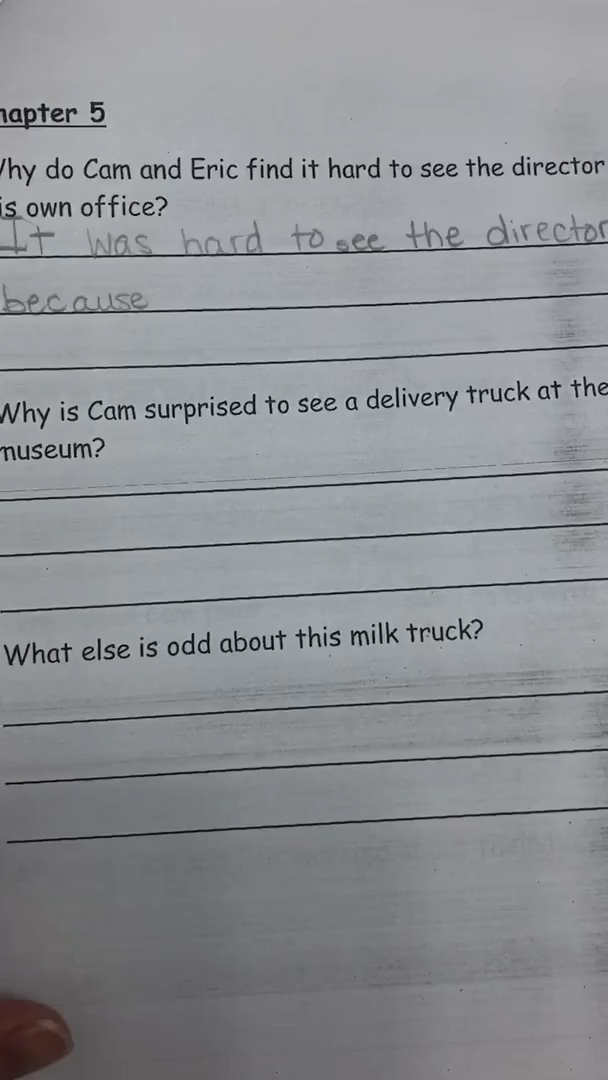 hapter 5
Why do Cam and Eric find it hard to see the director
is own office?
It was hard to see the director
because
Why is Cam surprised to see a delivery truck at the
museum?
What else is odd about this milk truck?